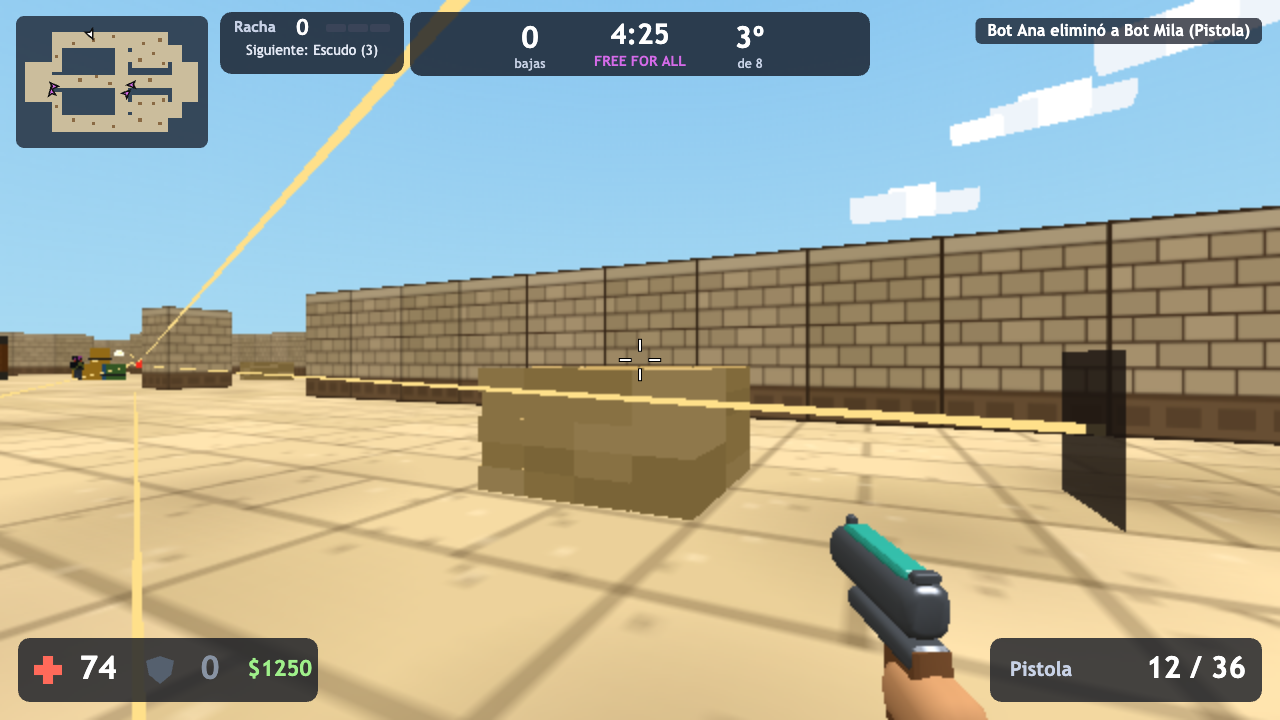 Racha 0
Siguiente: Escudo (3)
0
bajas
4:25
FREE FOR ALL
3º
de 8
Bot Ana eliminó a Bot Mila (Pistola)
74
0
$1250
Pistola
12 / 36